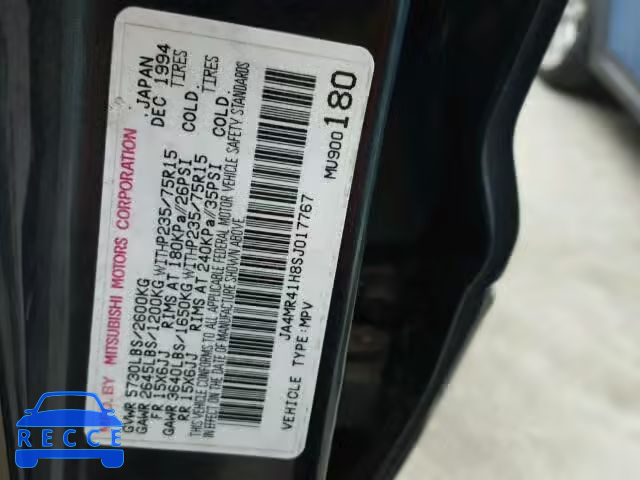 MFD. BY MITSUBISHI MOTORS CORPORATION JAPAN
DEC 1994
GVWR 5730LBS/2600KG
GAWR 2645LBS/1200KG WITH P235/75R15 TIRES
FR 15X6JJ RIMS AT 180KPa/26PSI COLD.
GAWR 3640LBS/1650KG WITH P235/75R15 TIRES
RR 15X6JJ RIMS AT 240KPa/35PSI COLD.
THIS VEHICLE CONFORMS TO ALL APPLICABLE FEDERAL MOTOR VEHICLE SAFETY STANDARDS
IN EFFECT ON THE DATE OF MANUFACTURE SHOWN ABOVE.
JA4MR41H8SJ017767 MU900180
VEHICLE TYPE:MPV
RECCE